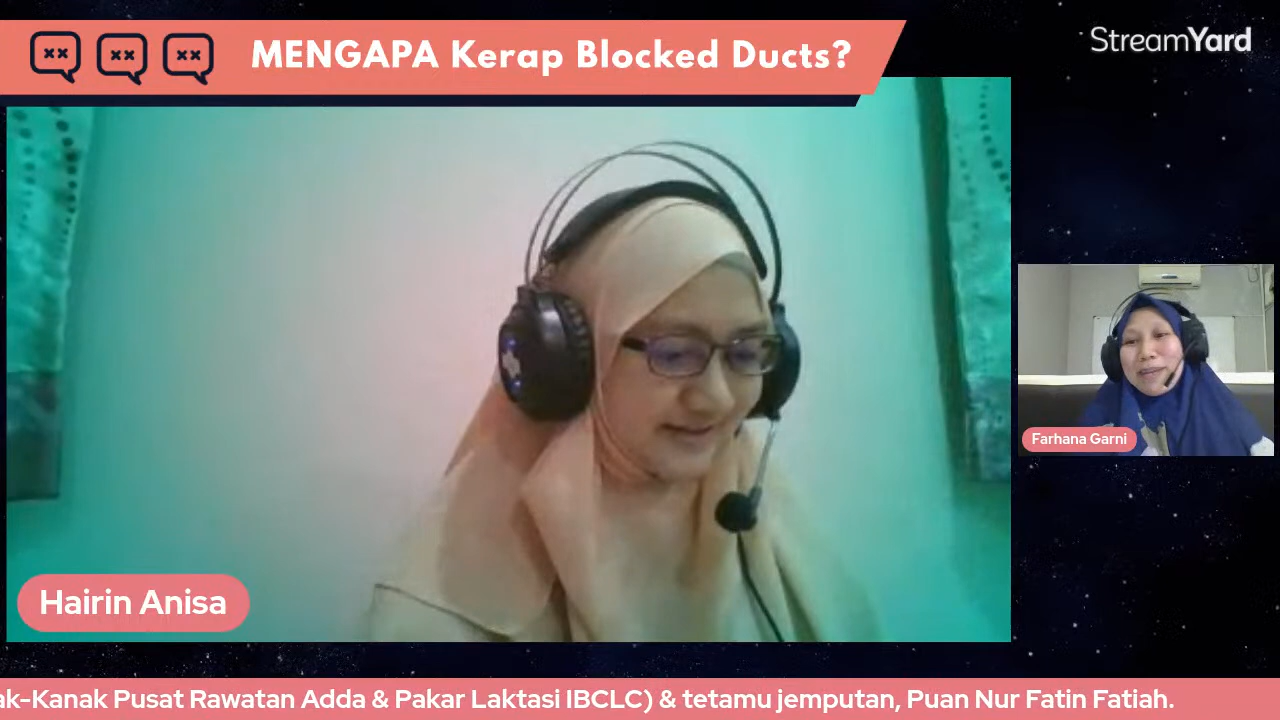 MENGAPA Kerap Blocked Ducts?
StreamYard
Farhana Garni
Hairin Anisa
ak-Kanak Pusat Rawatan Adda & Pakar Laktasi IBCLC) & tetamu jemputan, Puan Nur Fatin Fatiah.